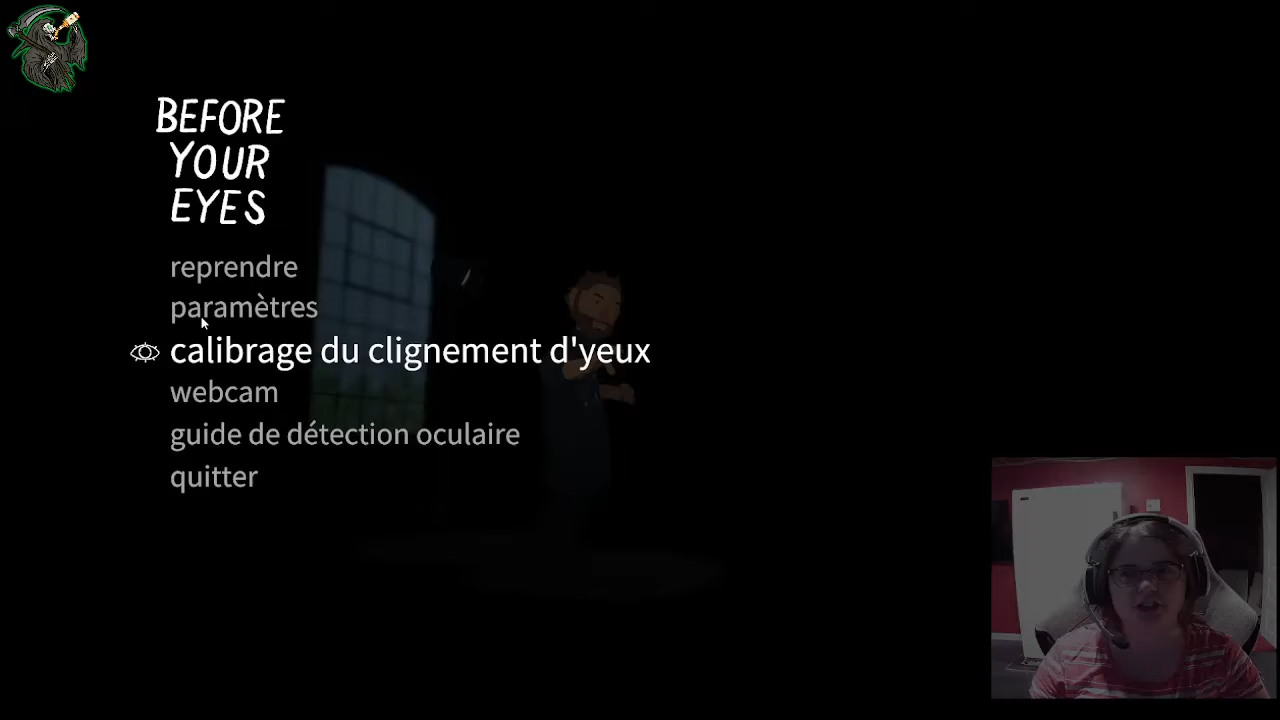 BEFORE
YOUR
EYES
reprendre
paramètres
calibrage du clignement d'yeux
webcam
guide de détection oculaire
quitter